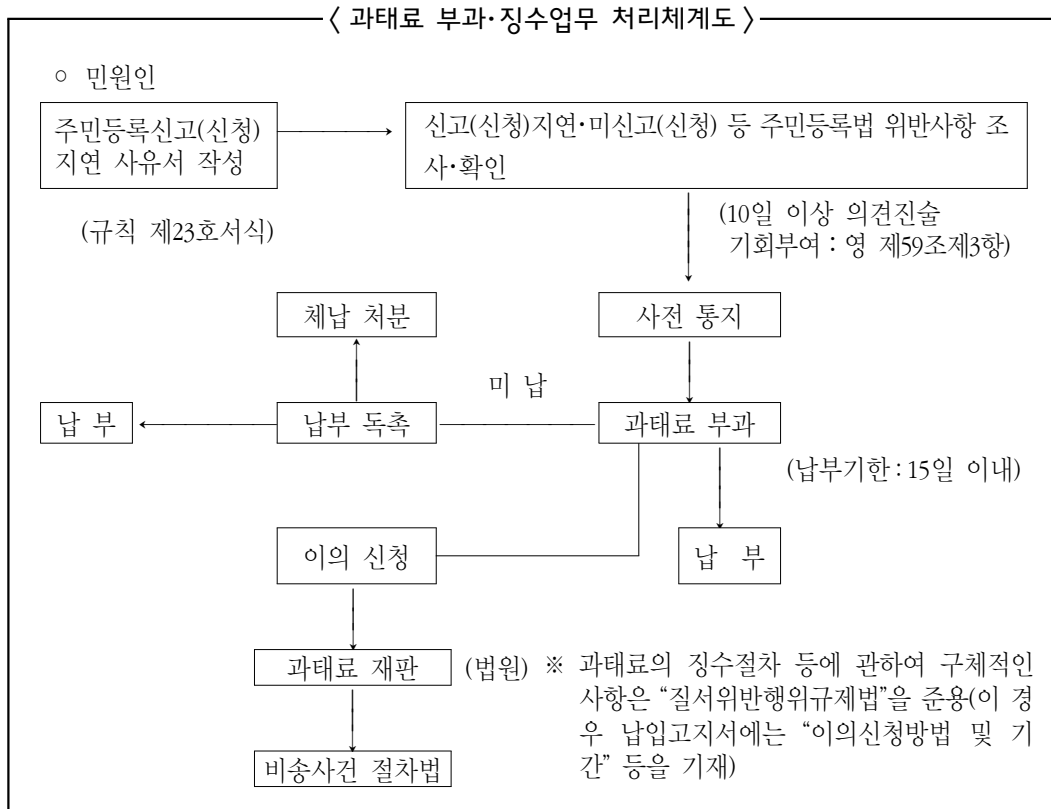 〈 과태료 부과·징수업무 처리체계도 〉
○ 민원인
주민등록신고(신청)
지연 사유서 작성
신고(신청)지연·미신고(신청) 등 주민등록법 위반사항 조
사·확인
(규칙 제23호서식)
(10일 이상 의견진술
기회부여 : 영 제59조제3항)
체납 처분
사전 통지
미 납
납 부
납부 독촉
과태료 부과
(납부기한 : 15일 이내)
이의 신청
납 부
과태료 재판
(법원)
※ 과태료의 징수절차 등에 관하여 구체적인
사항은 “질서위반행위규제법”을 준용(이 경
우 납입고지서에는 “이의신청방법 및 기
간” 등을 기재)
비송사건 절차법